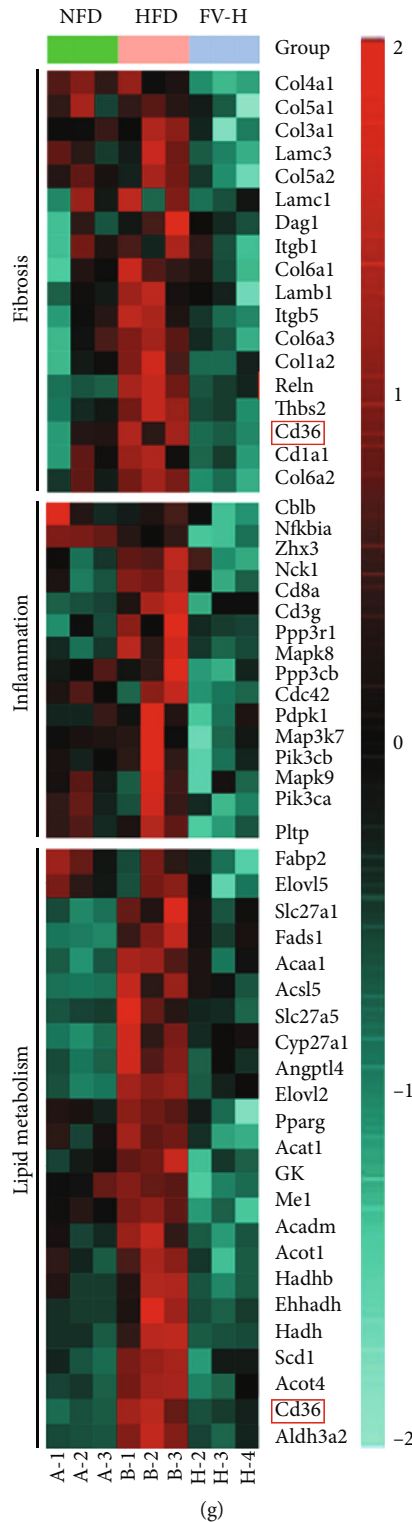 NFD HFD FV-H
Group
Fibrosis
Col4a1
Col5a1
Col3a1
Lamc3
Col5a2
Lamc1
Dag1
Itgb1
Col6a1
Lamb1
Itgb5
Col6a3
Col1a2
Reln
Thbs2
Cd36
Cd1a1
Col6a2
Inflammation
Cblb
Nfkbia
Zhx3
Nck1
Cd8a
Cd3g
Ppp3r1
Mapk8
Ppp3cb
Cdc42
Pdpk1
Map3k7
Pik3cb
Mapk9
Pik3ca
Pltp
Lipid metabolism
Fabp2
Elovl5
Slc27a1
Fads1
Acaa1
Acsl5
Slc27a5
Cyp27a1
Angptl4
Elovl2
Pparg
Acat1
GK
Me1
Acadm
Acot1
Hadhb
Ehhadh
Hadh
Scd1
Acot4
Cd36
Aldh3a2
A-1 A-2 A-3 B-1 B-2 B-3 H-2 H-3 H-4
2
1
0
−1
−2
(g)